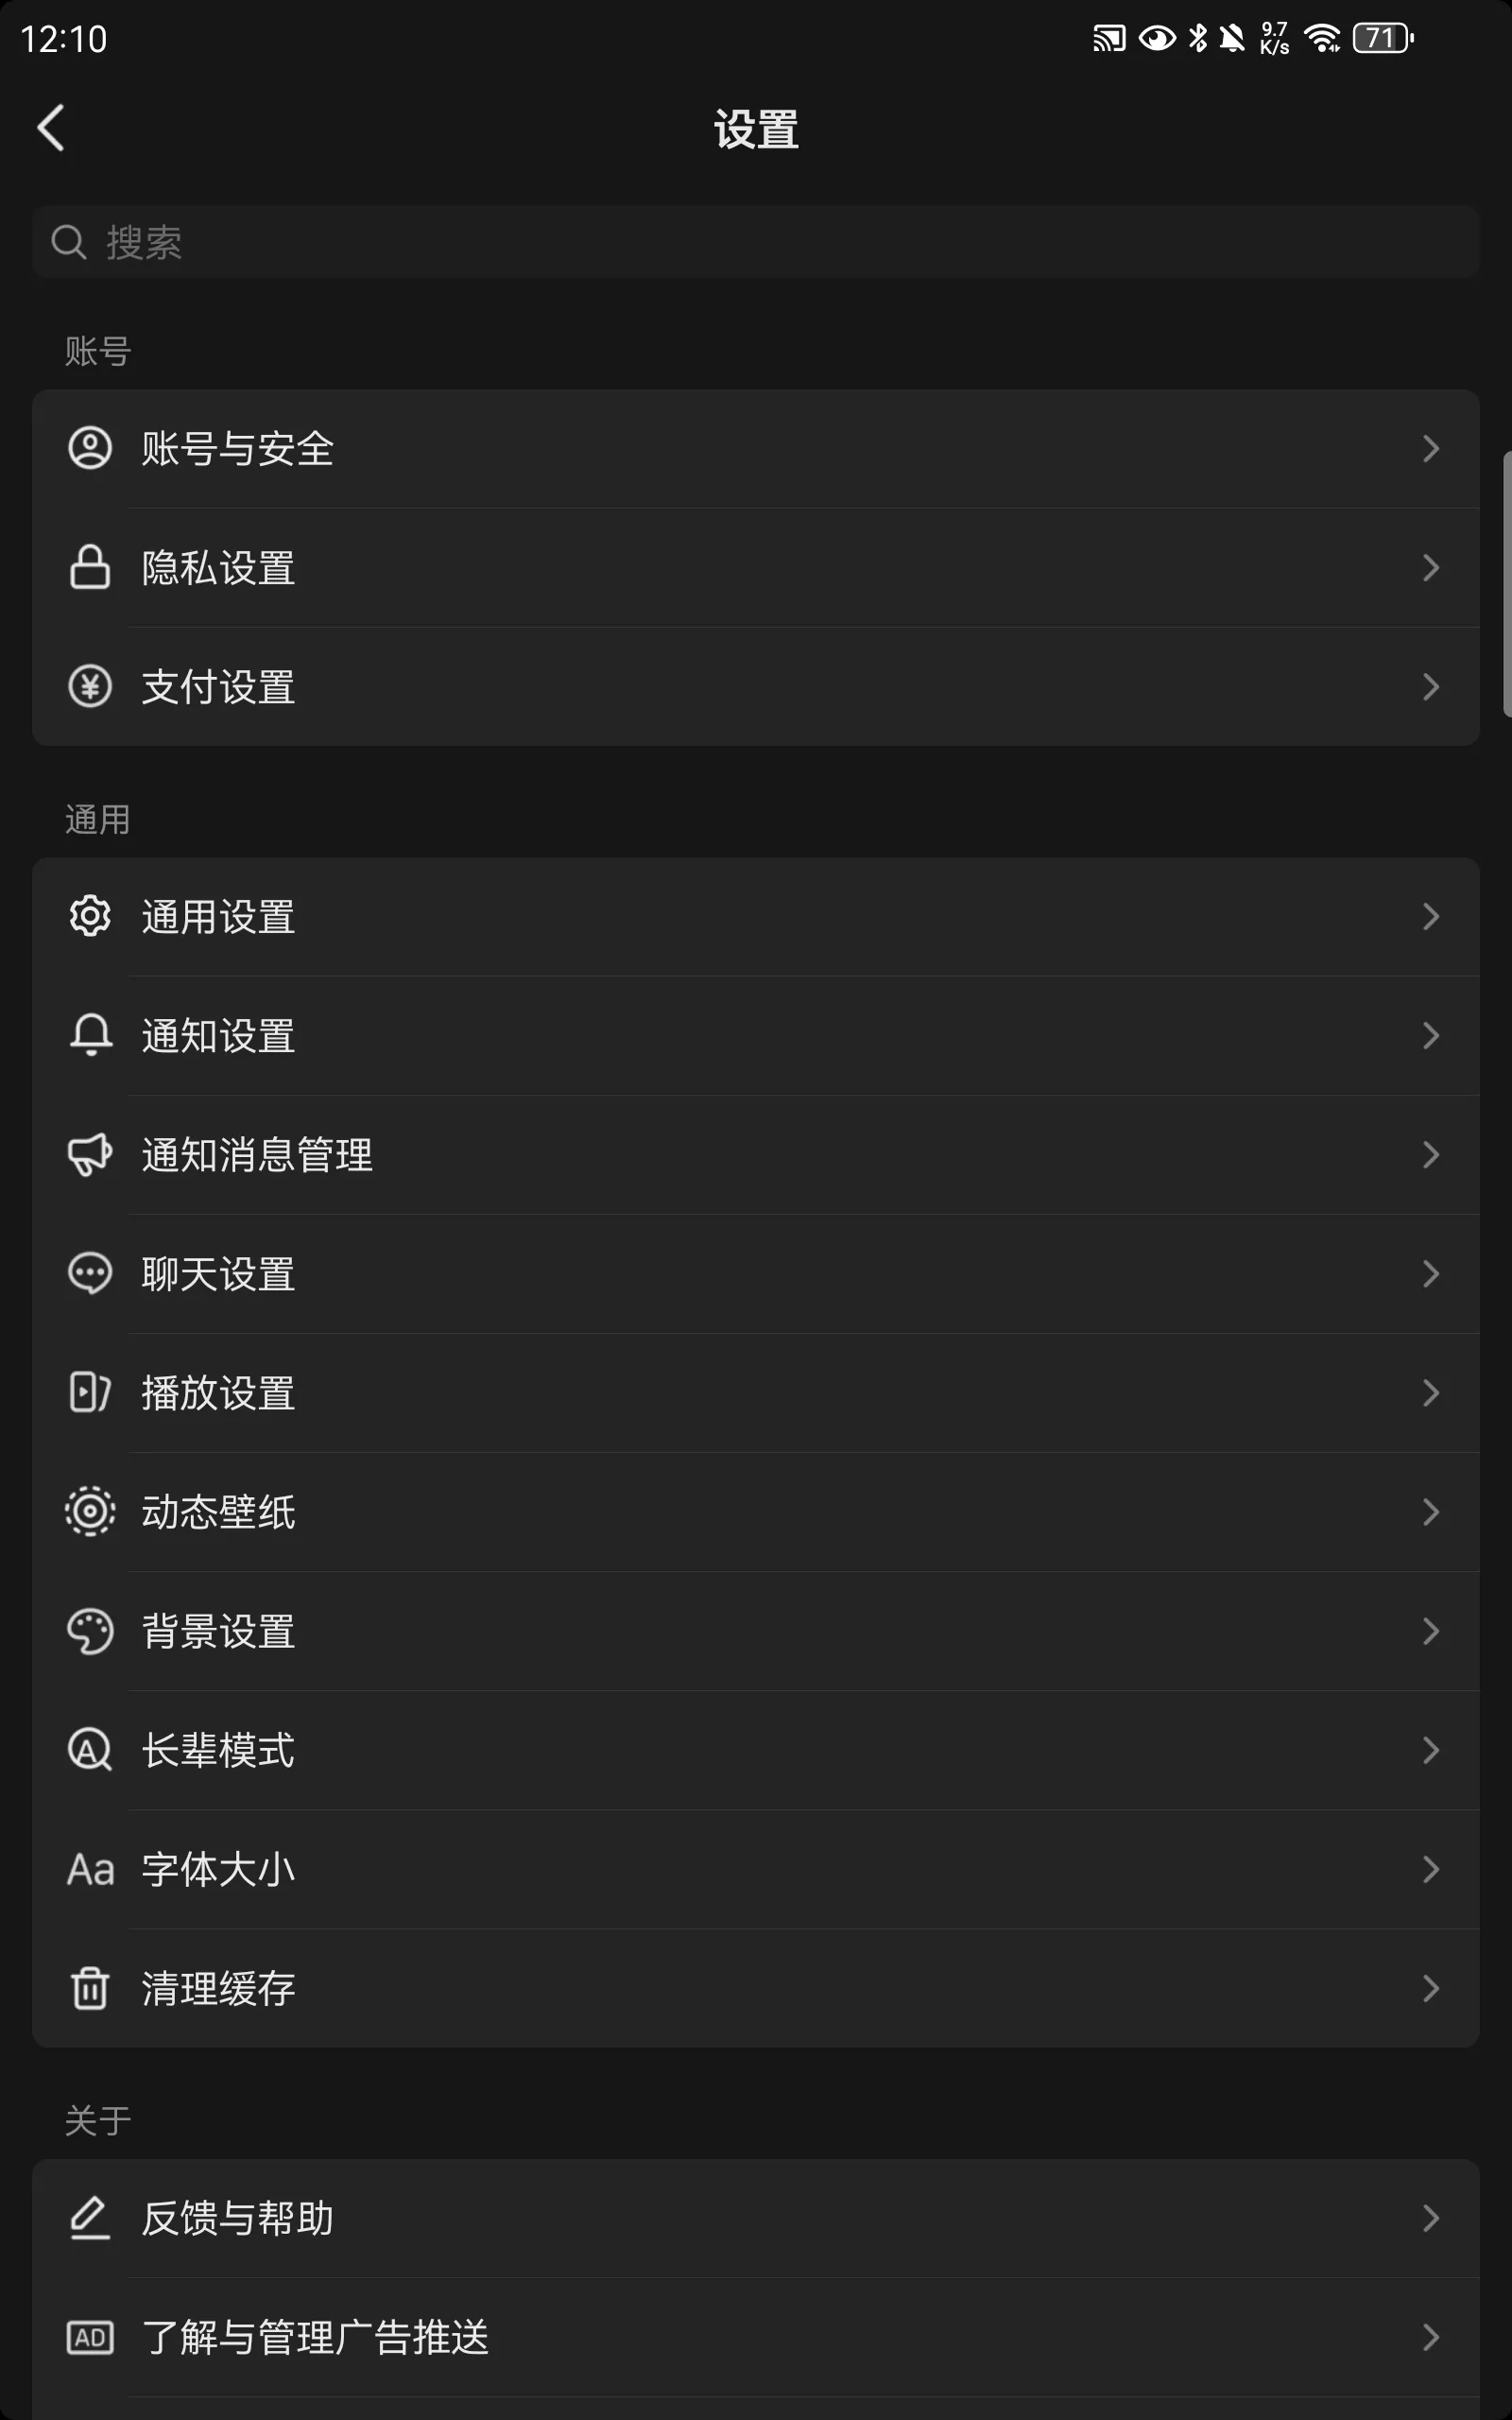 12:10
9.7
K/s
71
设置
搜索
账号
账号与安全
隐私设置
支付设置
通用
通用设置
通知设置
通知消息管理
聊天设置
播放设置
动态壁纸
背景设置
长辈模式
Aa 字体大小
清理缓存
关于
反馈与帮助
AD 了解与管理广告推送